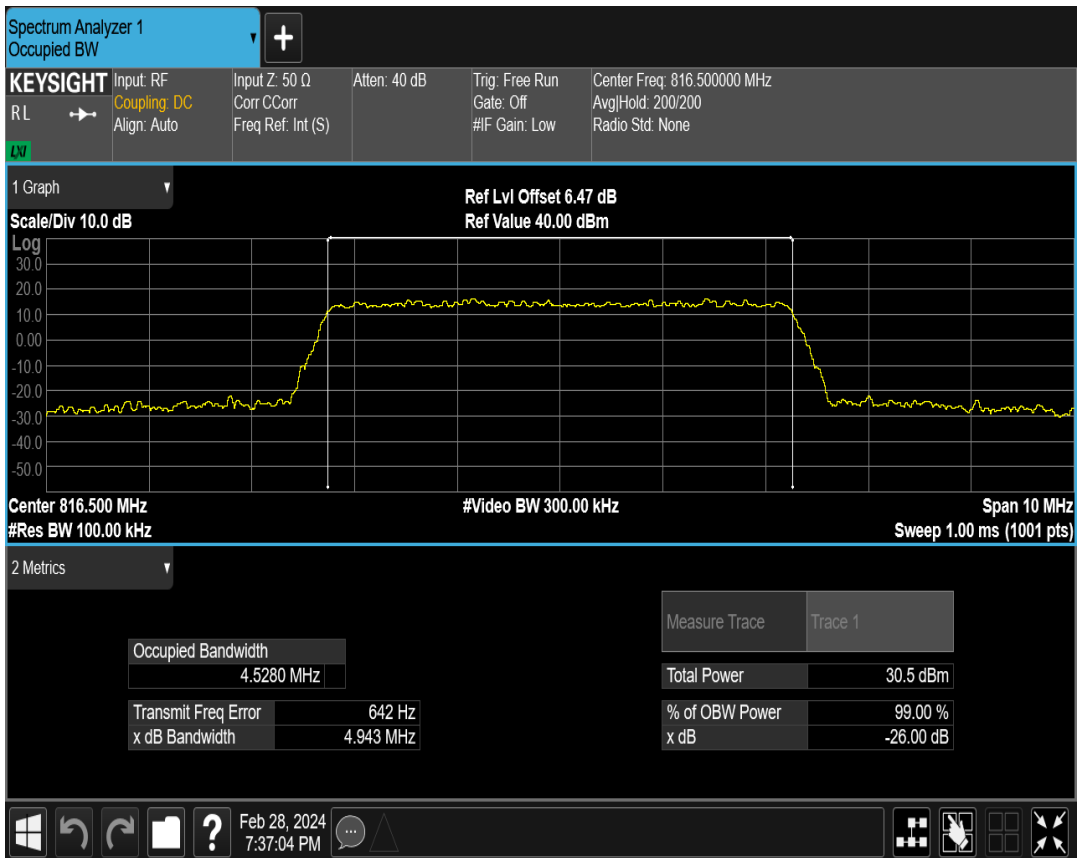 Spectrum Analyzer 1
Occupied BW
KEYSIGHT
RL
LXI
Input: RF
Coupling: DC
Align: Auto
Input Z: 50 Ω
Corr CCorr
Freq Ref: Int (S)
Atten: 40 dB
Trig: Free Run
Gate: Off
#IF Gain: Low
Center Freq: 816.500000 MHz
Avg|Hold: 200/200
Radio Std: None
1 Graph
Ref Lvl Offset 6.47 dB
Scale/Div 10.0 dB
Ref Value 40.00 dBm
Log
30.0
20.0
10.0
0.00
-10.0
-20.0
-30.0
-40.0
-50.0
Center 816.500 MHz
#Video BW 300.00 kHz
Span 10 MHz
#Res BW 100.00 kHz
Sweep 1.00 ms (1001 pts)
2 Metrics
Measure Trace
Trace 1
Occupied Bandwidth
4.5280 MHz
Total Power
30.5 dBm
Transmit Freq Error
642 Hz
% of OBW Power
99.00 %
x dB Bandwidth
4.943 MHz
x dB
-26.00 dB
?
Feb 28, 2024
7:37:04 PM